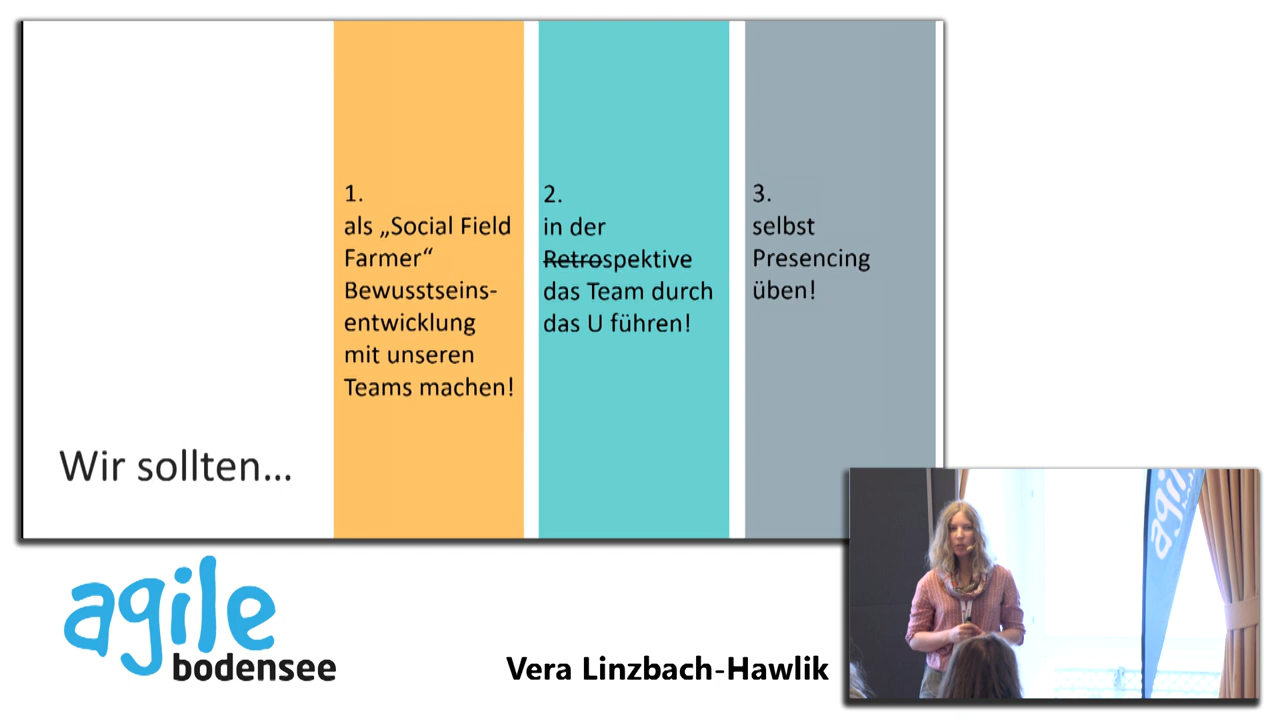 1.
als „Social Field
Farmer“
Bewusstseins-
entwicklung
mit unseren
Teams machen!
2.
in der
Retrospektive
das Team durch
das U führen!
3.
selbst
Presencing
üben!
Wir sollten...
agile
bodensee
Vera Linzbach-Hawlik
agile